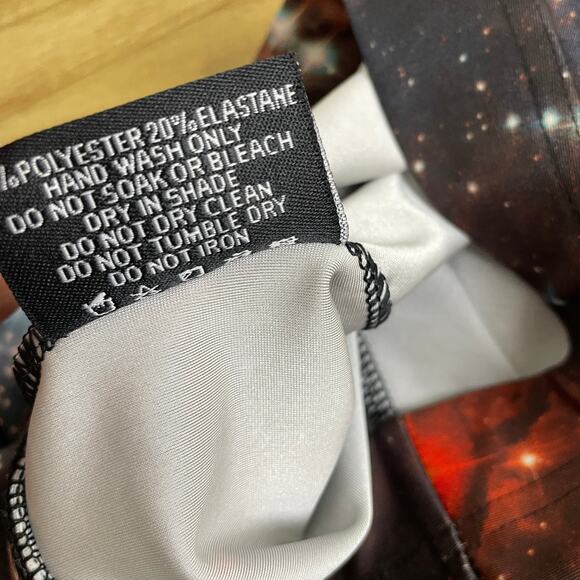 % POLYESTER 20% ELASTANE
HAND WASH ONLY
DO NOT SOAK OR BLEACH
DRY IN SHADE
DO NOT DRY CLEAN
DO NOT TUMBLE DRY
DO NOT IRON